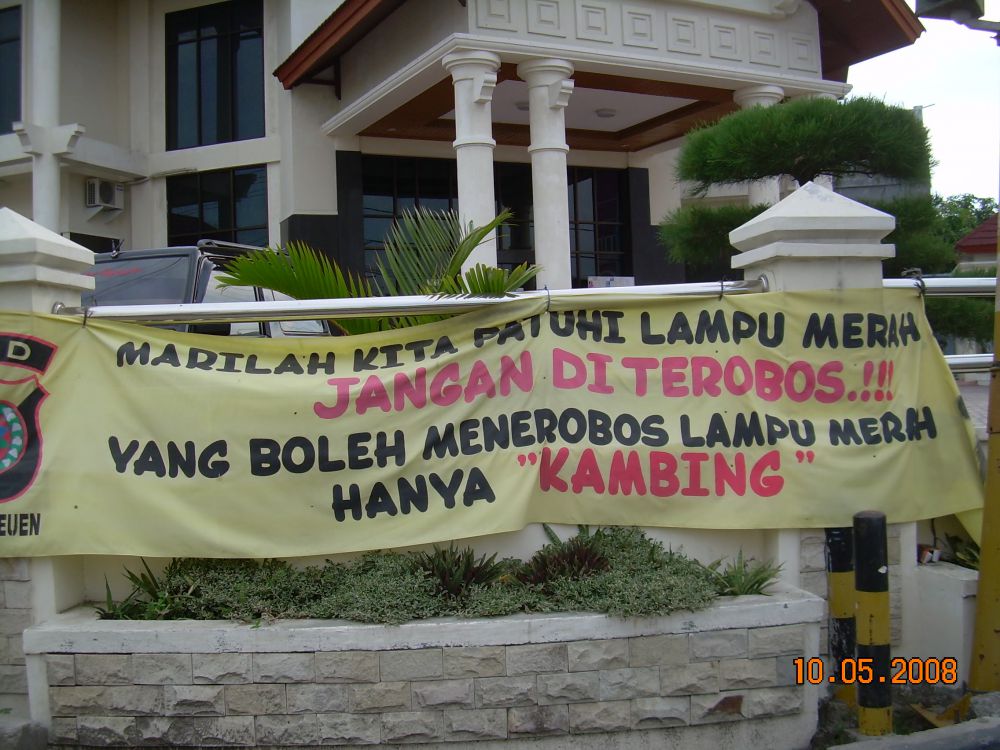 MARILAH KITA PATUHI LAMPU MERAH
JANGAN DI TEROBOS.!!!
YANG BOLEH MENEROBOS LAMPU MERAH
HANYA "KAMBING"
D
EUEN
10.05.2008